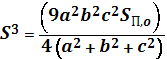 S³ = (9a²b²c²S_П,о) / 4(a² + b² + c²)